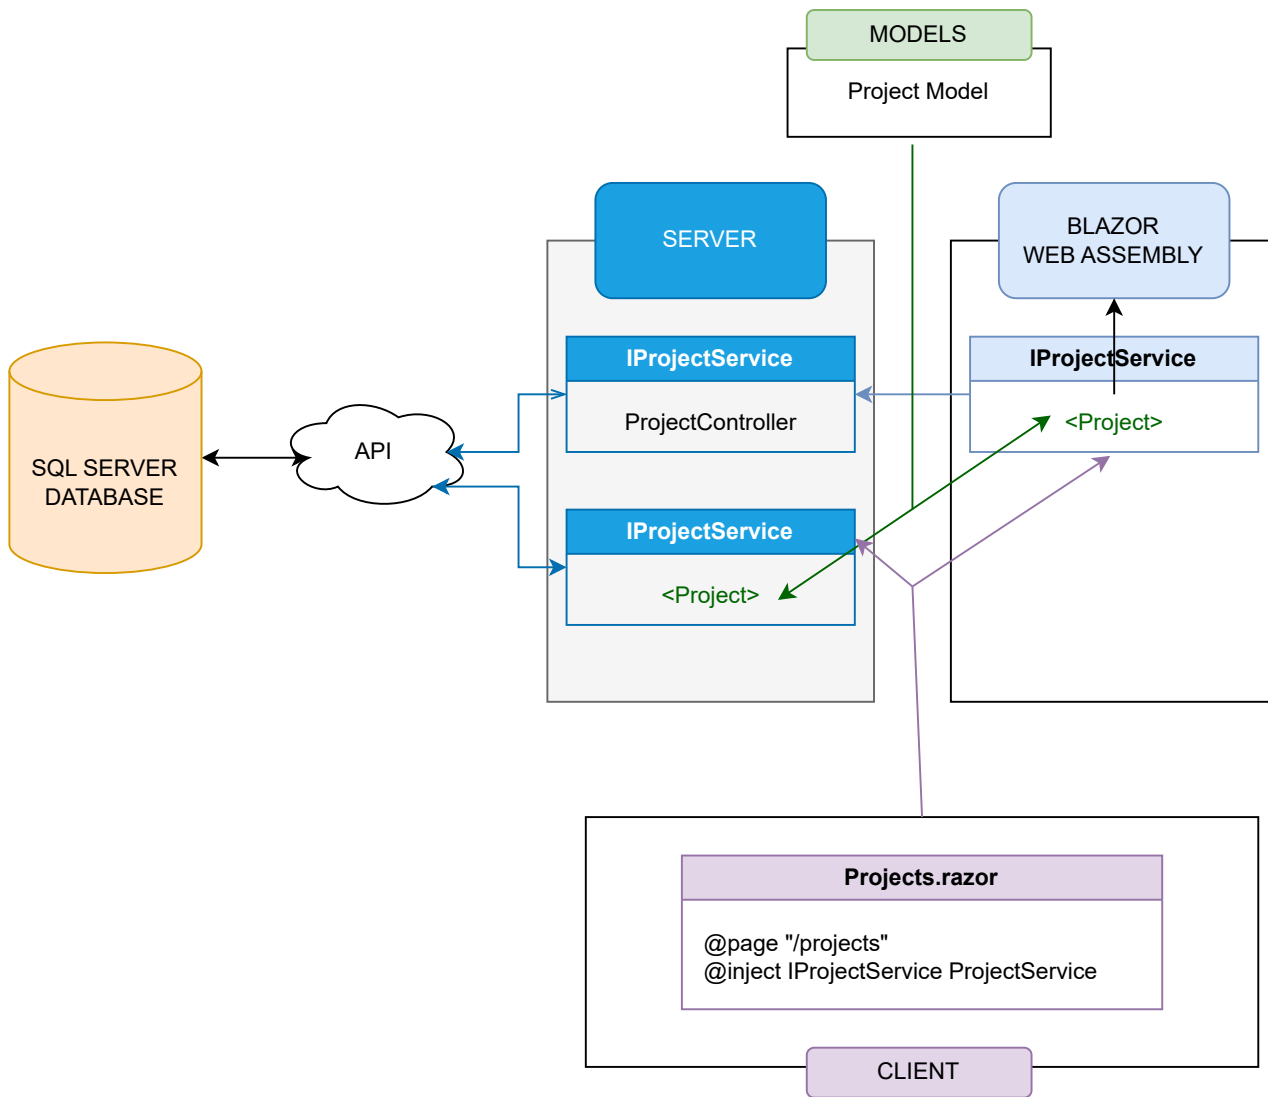 MODELS
Project Model
SERVER
BLAZOR
WEB ASSEMBLY
IProjectService
ProjectController
IProjectService
<Project>
API
SQL SERVER
DATABASE
IProjectService
<Project>
Projects.razor
@page "/projects"
@inject IProjectService ProjectService
CLIENT